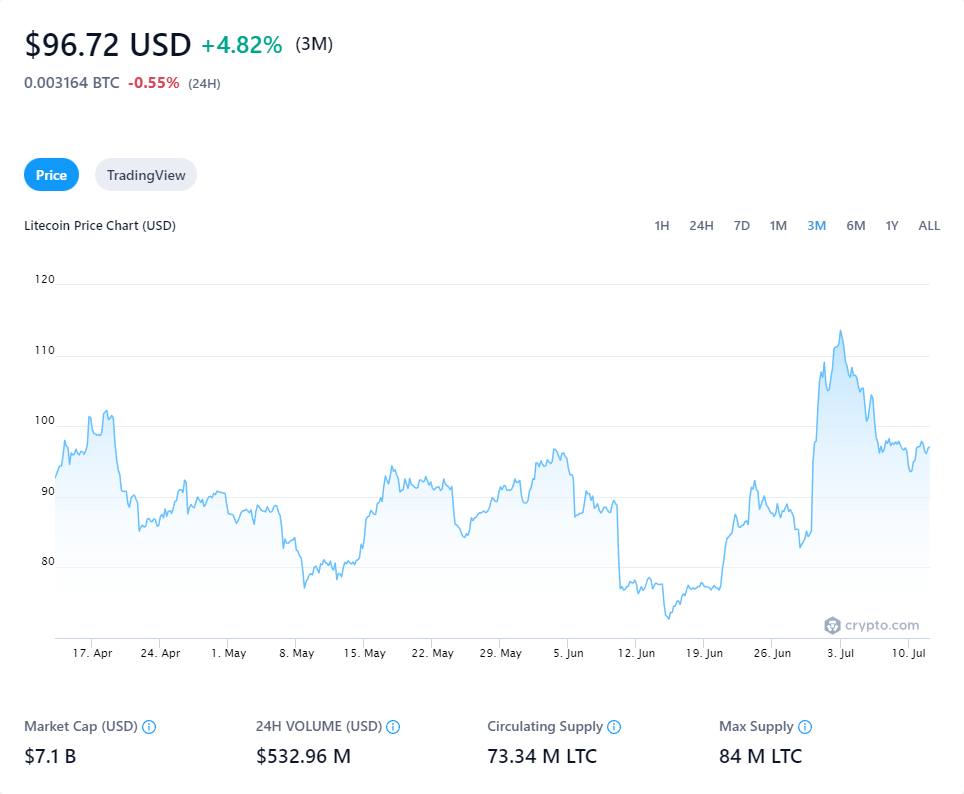 $96.72 USD +4.82% (3M)
0.003164 BTC -0.55% (24H)
Price TradingView
Litecoin Price Chart (USD) 1H 24H 7D 1M 3M 6M 1Y ALL
120
110
100
90
80
crypto.com
17. Apr 24. Apr 1. May 8. May 15. May 22. May 29. May 5. Jun 12. Jun 19. Jun 26. Jun 3. Jul 10. Jul
Market Cap (USD) 24H VOLUME (USD) Circulating Supply Max Supply
$7.1 B $532.96 M 73.34 M LTC 84 M LTC